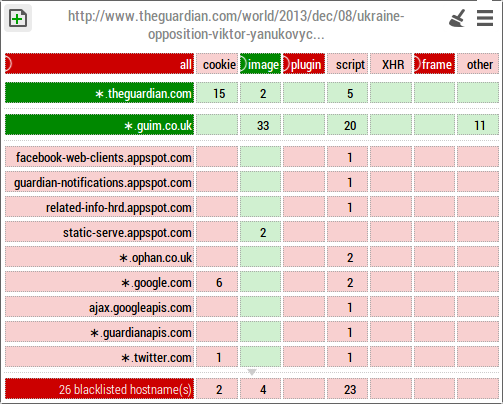 http://www.theguardian.com/world/2013/dec/08/ukraine-
opposition-viktor-yanukovyc...
all cookie image plugin script XHR frame other
∗.theguardian.com 15 2 5
∗.guim.co.uk 33 20 11
facebook-web-clients.appspot.com 1
guardian-notifications.appspot.com 1
related-info-hrd.appspot.com 1
static-serve.appspot.com 2
∗.ophan.co.uk 2
∗.google.com 6 2
ajax.googleapis.com 1
∗.guardianapis.com 1
∗.twitter.com 1 1
26 blacklisted hostname(s) 2 4 23